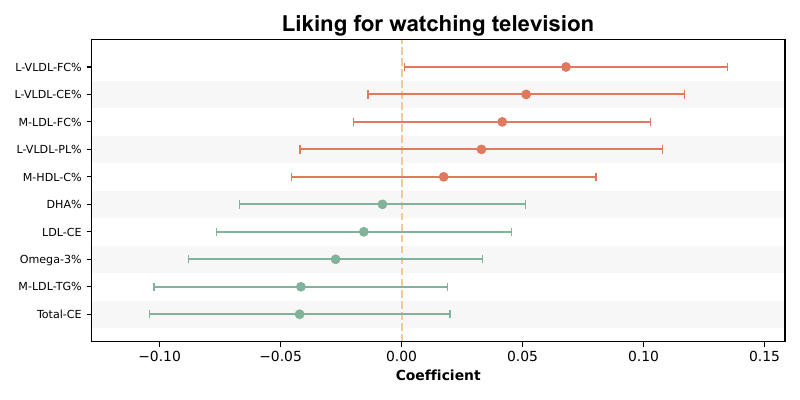 Liking for watching television
L-VLDL-FC%
L-VLDL-CE%
M-LDL-FC%
L-VLDL-PL%
M-HDL-C%
DHA%
LDL-CE
Omega-3%
M-LDL-TG%
Total-CE
−0.10 −0.05 0.00 0.05 0.10 0.15
Coefficient